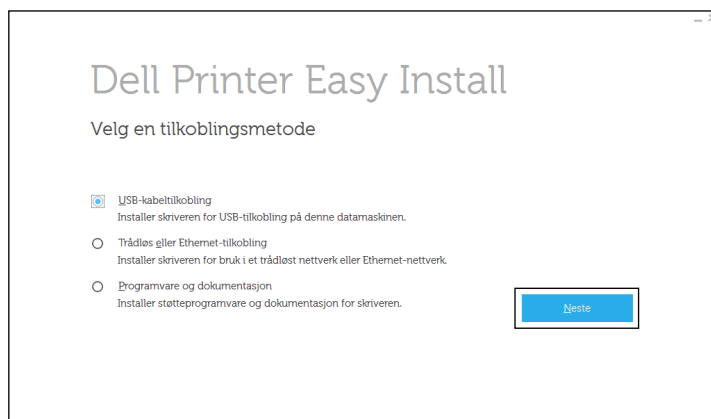 Dell Printer Easy Install
Velg en tilkoblingsmetode
USB-kabeltilkobling
Installer skriveren for USB-tilkobling på denne datamaskinen.
Trådløs eller Ethernet-tilkobling
Installer skriveren for bruk i et trådløst nettverk eller Ethernet-nettverk.
Programvare og dokumentasjon
Installer støtteprogramvare og dokumentasjon for skriveren.
Neste